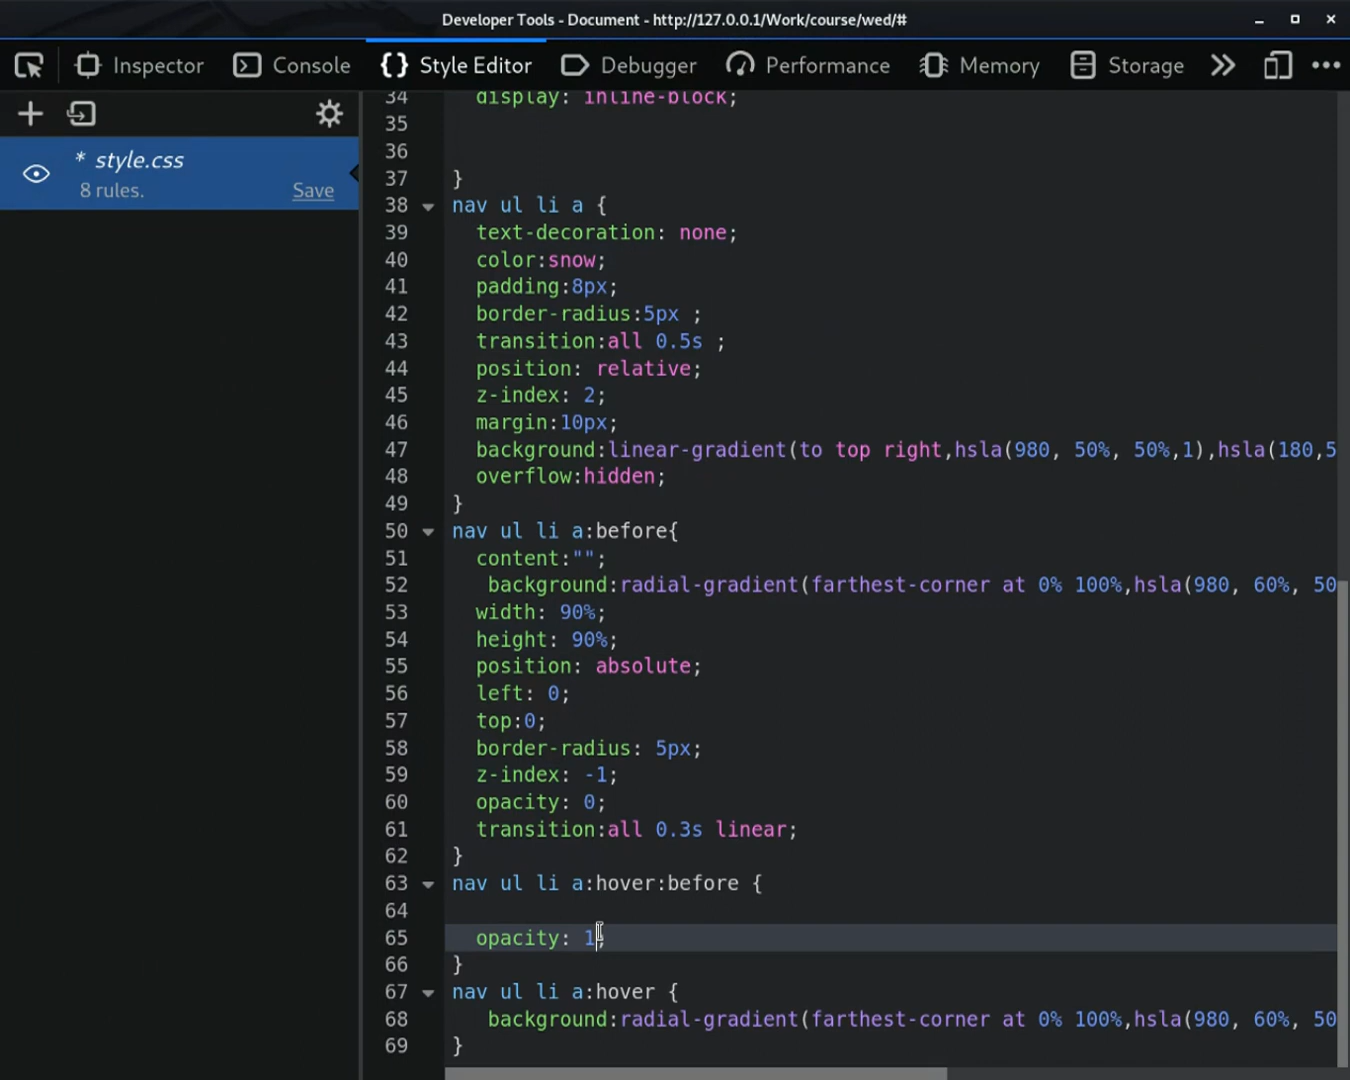 Developer Tools - Document - http://127.0.0.1/Work/course/wed/#
Inspector Console {} Style Editor Debugger Performance Memory Storage
* style.css
8 rules. Save
34 display: inline-block;
35
36
37 }
38 nav ul li a {
39 text-decoration: none;
40 color:snow;
41 padding:8px;
42 border-radius:5px ;
43 transition:all 0.5s ;
44 position: relative;
45 z-index: 2;
46 margin:10px;
47 background:linear-gradient(to top right,hsla(980, 50%, 50%,1),hsla(180,5
48 overflow:hidden;
49 }
50 nav ul li a:before{
51 content:"";
52 background:radial-gradient(farthest-corner at 0% 100%,hsla(980, 60%, 50
53 width: 90%;
54 height: 90%;
55 position: absolute;
56 left: 0;
57 top:0;
58 border-radius: 5px;
59 z-index: -1;
60 opacity: 0;
61 transition:all 0.3s linear;
62 }
63 nav ul li a:hover:before {
64
65 opacity: 1;
66 }
67 nav ul li a:hover {
68 background:radial-gradient(farthest-corner at 0% 100%,hsla(980, 60%, 50
69 }